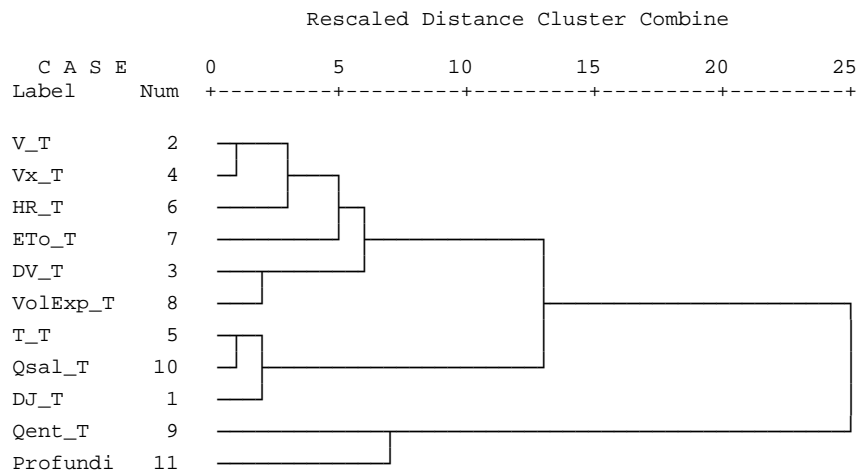 Rescaled Distance Cluster Combine
C A S E 0 5 10 15 20 25
Label Num +---------+---------+---------+---------+---------+
V_T 2
Vx_T 4
HR_T 6
ETo_T 7
DV_T 3
VolExp_T 8
T_T 5
Qsal_T 10
DJ_T 1
Qent_T 9
Profundi 11